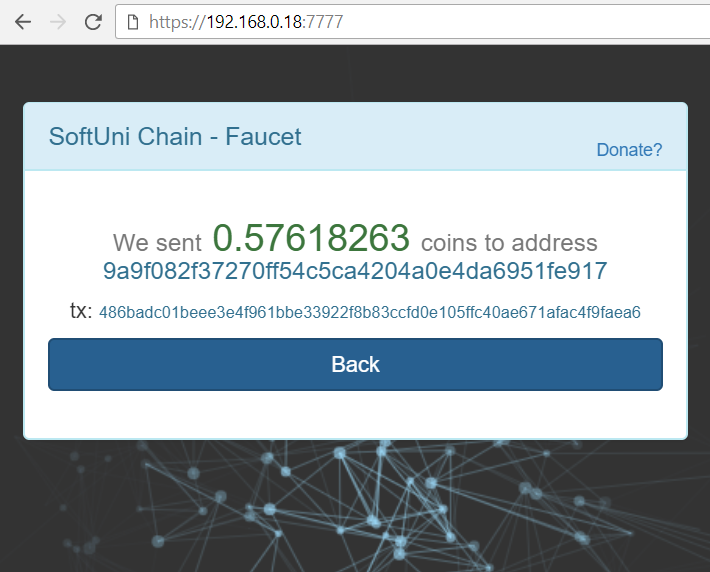 https://192.168.0.18:7777
SoftUni Chain - Faucet
Donate?
We sent 0.57618263 coins to address
9a9f082f37270ff54c5ca4204a0e4da6951fe917
tx: 486badc01beee3e4f961bbe33922f8b83ccfd0e105ffc40ae671afac4f9faea6
Back